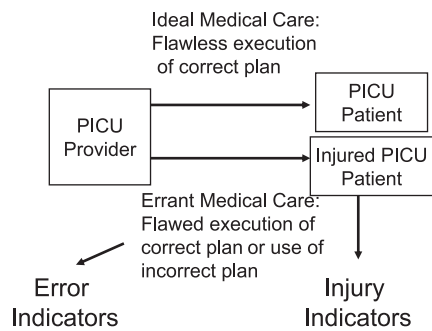 Ideal Medical Care:
Flawless execution
of correct plan
PICU
Provider
PICU
Patient
Injured PICU
Patient
Errant Medical Care:
Flawed execution of
correct plan or use of
incorrect plan
Error
Indicators
Injury
Indicators